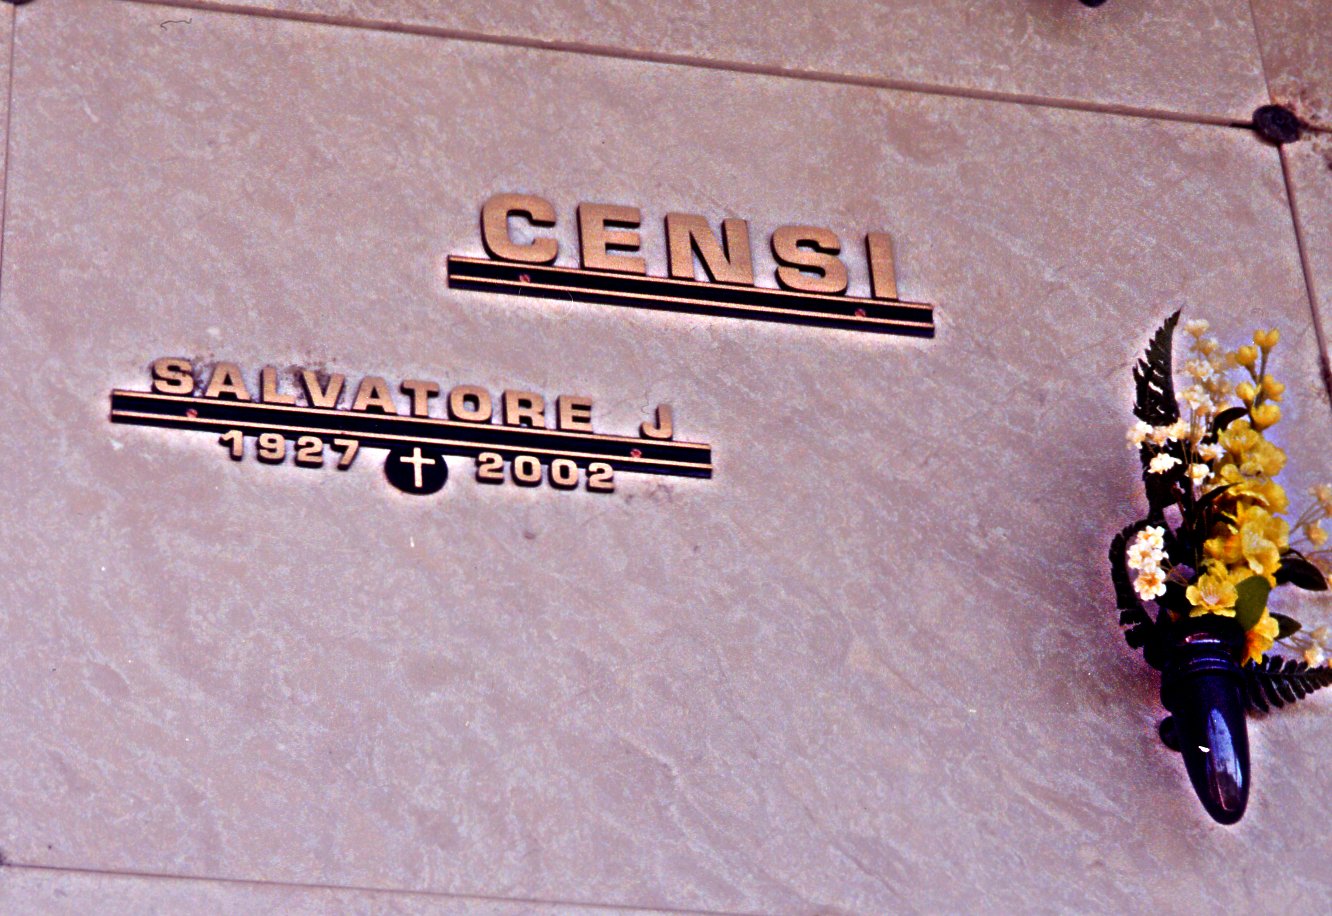 CENSI
SALVATORE J
1927 2002